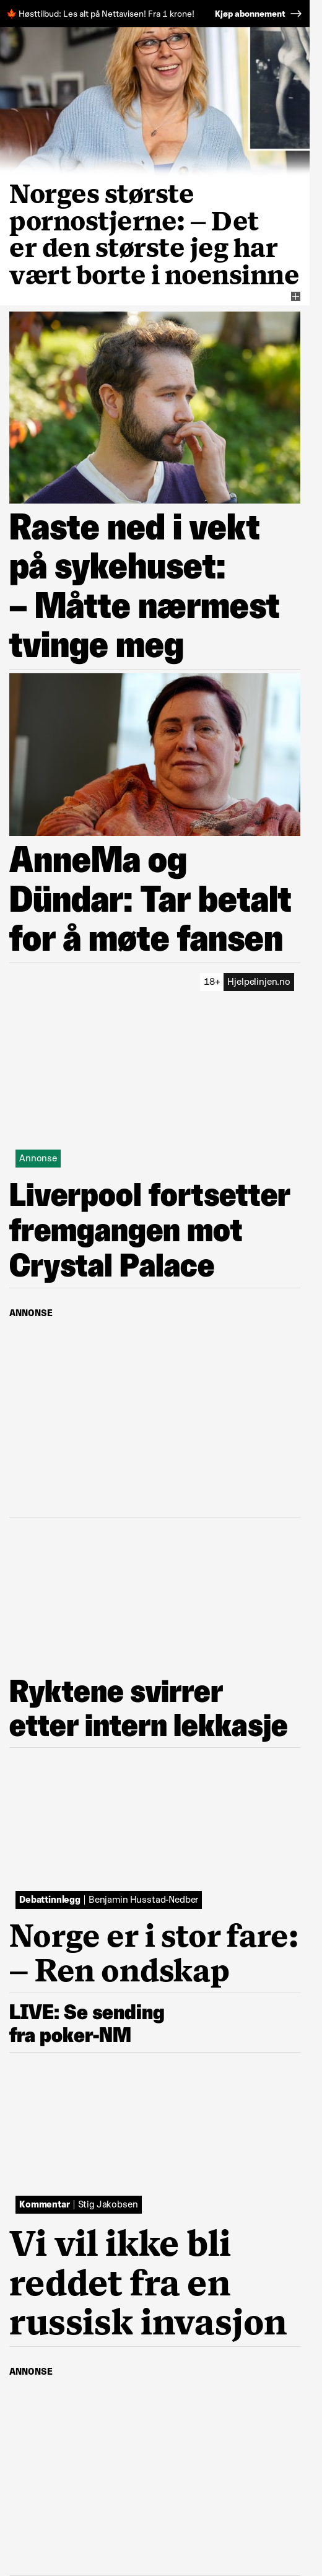 Høsttilbud: Les alt på Nettavisen! Fra 1 krone! Kjøp abonnement →
Norges største
pornostjerne: – Det
er den største jeg har
vært borte i noensinne
Raste ned i vekt
på sykehuset:
– Måtte nærmest
tvinge meg
AnneMa og
Dündar: Tar betalt
for å møte fansen
18+ Hjelpelinjen.no
Annonse
Liverpool fortsetter
fremgangen mot
Crystal Palace
ANNONSE
Ryktene svirrer
etter intern lekkasje
Debattinnlegg | Benjamin Husstad-Nedber
Norge er i stor fare:
– Ren ondskap
LIVE: Se sending
fra poker-NM
Kommentar | Stig Jakobsen
Vi vil ikke bli
reddet fra en
russisk invasjon
ANNONSE